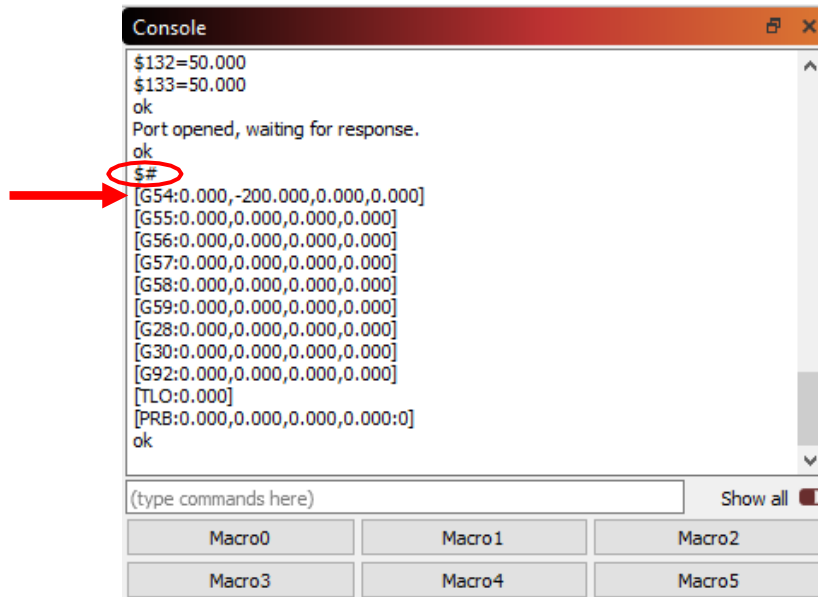 Console
$132=50.000
$133=50.000
ok
Port opened, waiting for response.
ok
$#
[G54:0.000,-200.000,0.000,0.000]
[G55:0.000,0.000,0.000,0.000]
[G56:0.000,0.000,0.000,0.000]
[G57:0.000,0.000,0.000,0.000]
[G58:0.000,0.000,0.000,0.000]
[G59:0.000,0.000,0.000,0.000]
[G28:0.000,0.000,0.000,0.000]
[G30:0.000,0.000,0.000,0.000]
[G92:0.000,0.000,0.000,0.000]
[TLO:0.000]
[PRB:0.000,0.000,0.000,0.000:0]
ok
(type commands here) Show all
Macro0 Macro1 Macro2
Macro3 Macro4 Macro5